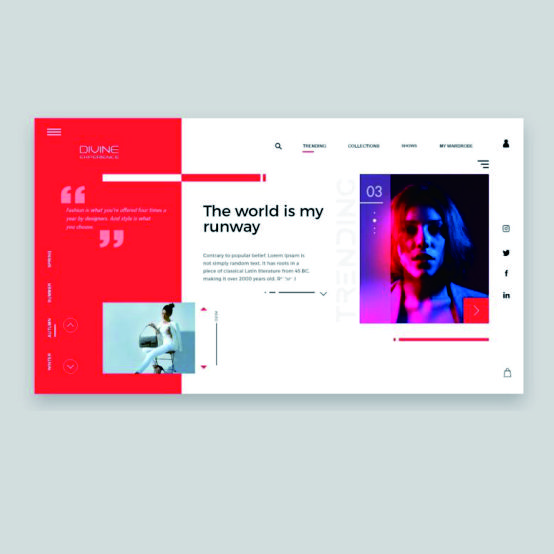 DIVINE
EXPERIENCE
TRENDING
COLLECTIONS
SHOWS
MY WARDROBE
Fashion is what you're offered four times a
year by designers. And style is what
you choose.
SPRING
SUMMER
AUTUMN
WINTER
The world is my
runway
Contrary to popular belief, Lorem Ipsum is
not simply random text. It has roots in a
piece of classical Latin literature from 45 BC,
making it over 2000 years old.
TRENDING
03